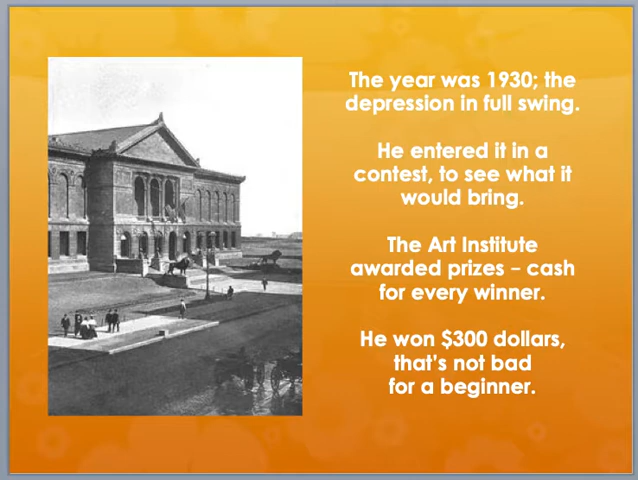 The year was 1930; the
depression in full swing.
He entered it in a
contest, to see what it
would bring.
The Art Institute
awarded prizes – cash
for every winner.
He won $300 dollars,
that's not bad
for a beginner.